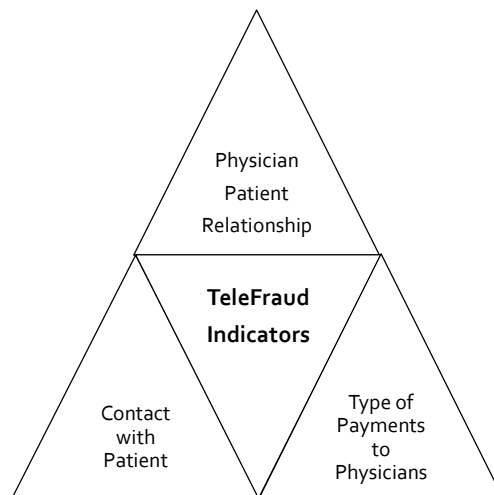 Physician
Patient
Relationship
TeleFraud
Indicators
Contact
with
Patient
Type of
Payments
to
Physicians